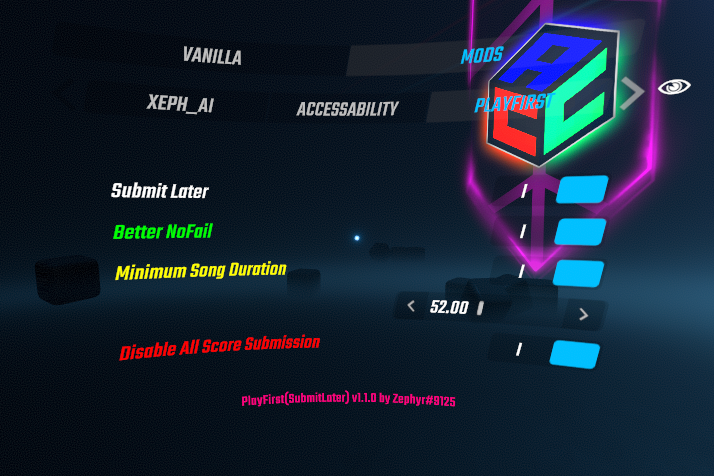 VANILLA MODS
XEPH_AI ACCESSABILITY PLAYFIRST
Submit Later I
Better NoFail I
Minimum Song Duration I
< 52.00 >
Disable All Score Submission I
PlayFirst(SubmitLater) v1.1.0 by Zephyr#9125
A
C
C